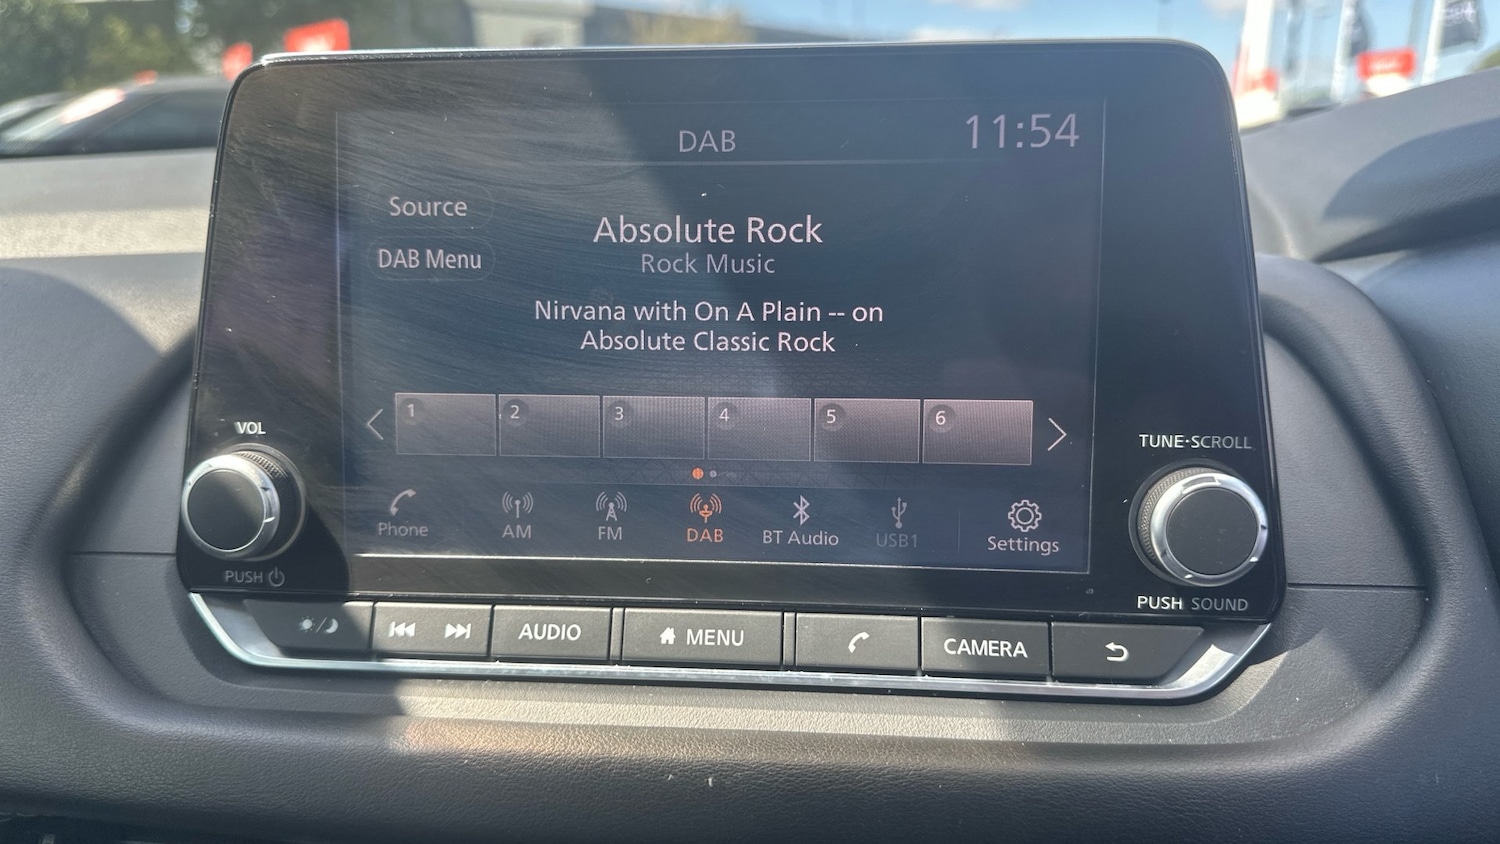 DAB
11:54
Source
DAB Menu
Absolute Rock
Rock Music
Nirvana with On A Plain -- on
Absolute Classic Rock
1 2 3 4 5 6
Phone AM FM DAB BT Audio USB1 Settings
VOL
PUSH
TUNE·SCROLL
PUSH SOUND
AUDIO MENU CAMERA